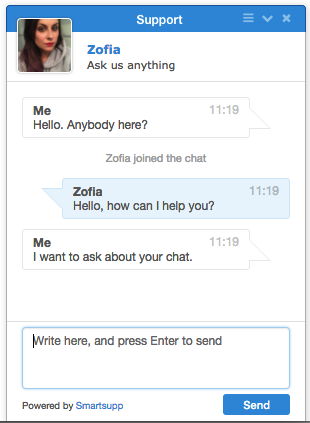 Support
Zofia
Ask us anything
Me 11:19
Hello. Anybody here?
Zofia joined the chat
Zofia 11:19
Hello, how can I help you?
Me 11:19
I want to ask about your chat.
Write here, and press Enter to send
Powered by Smartsupp
Send